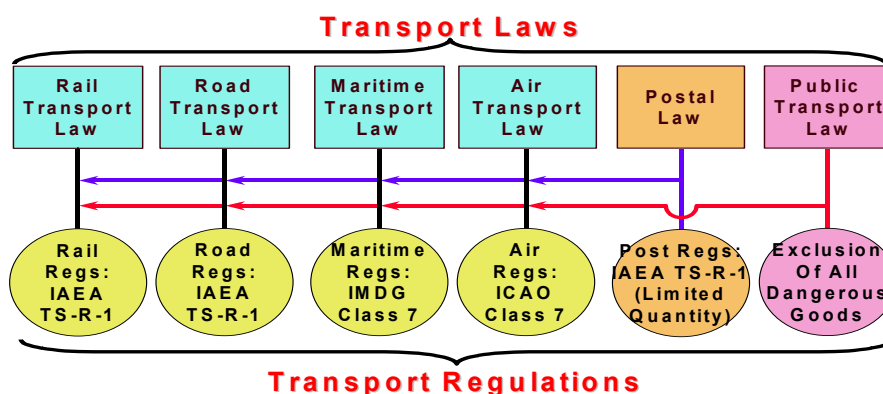 Transport Laws
Rail
Transport
Law
Road
Transport
Law
Maritime
Transport
Law
Air
Transport
Law
Postal
Law
Public
Transport
Law
Rail
Regs:
IAEA
TS-R-1
Road
Regs:
IAEA
TS-R-1
Maritime
Regs:
IMDG
Class 7
Air
Regs:
ICAO
Class 7
Post Regs:
IAEA TS-R-1
(Limited
Quantity)
Exclusion
Of All
Dangerous
Goods
Transport Regulations